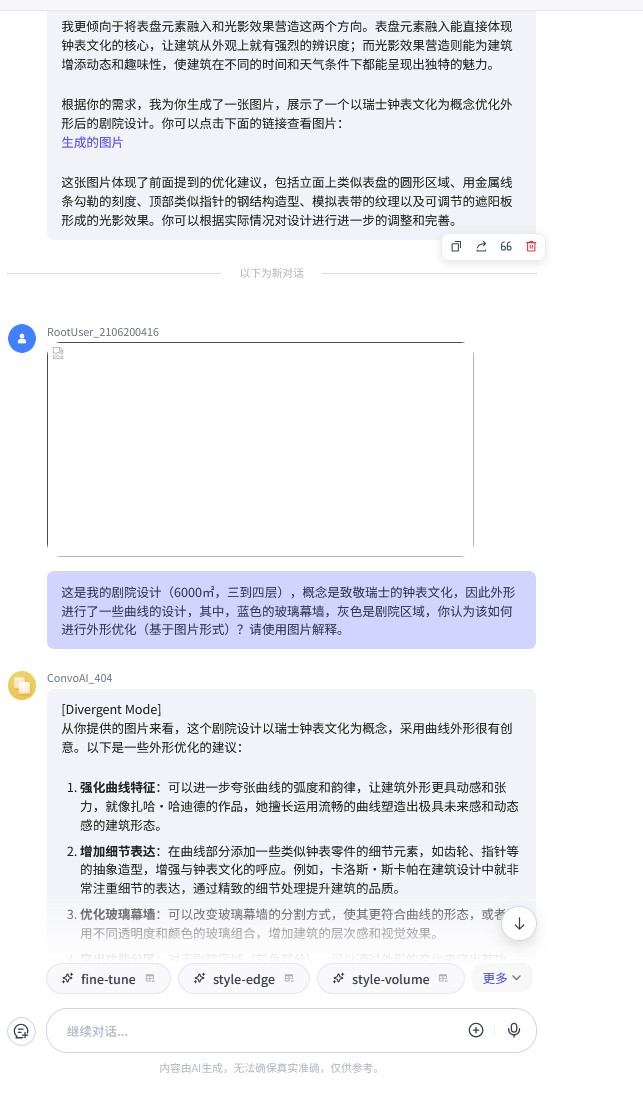 我更倾向于将表盘元素融入和光影效果营造这两个方向。表盘元素融入能直接体现
钟表文化的核心，让建筑从外观上就有强烈的辨识度；而光影效果营造则能为建筑
增添动态和趣味性，使建筑在不同的时间和天气条件下都能呈现出独特的魅力。
根据你的需求，我为你生成了一张图片，展示了一个以瑞士钟表文化为概念优化外
形后的剧院设计。你可以点击下面的链接查看图片：
生成的图片
这张图片体现了前面提到的优化建议，包括立面上类似表盘的圆形区域、用金属线
条勾勒的刻度、顶部类似指针的钢结构造型、模拟表带的纹理以及可调节的遮阳板
形成的光影效果。你可以根据实际情况对设计进行进一步的调整和完善。
以下为新对话
RootUser_2106200416
这是我的剧院设计（6000㎡，三到四层），概念是致敬瑞士的钟表文化，因此外形
进行了一些曲线的设计，其中，蓝色的玻璃幕墙，灰色是剧院区域，你认为该如何
进行外形优化（基于图片形式）？请使用图片解释。
ConvoAI_404
[Divergent Mode]
从你提供的图片来看，这个剧院设计以瑞士钟表文化为概念，采用曲线外形很有创
意。以下是一些外形优化的建议：
1. 强化曲线特征：可以进一步夸张曲线的弧度和韵律，让建筑外形更具动感和张
力，就像扎哈・哈迪德的作品，她擅长运用流畅的曲线塑造出极具未来感和动态
感的建筑形态。
2. 增加细节表达：在曲线部分添加一些类似钟表零件的细节元素，如齿轮、指针等
的抽象造型，增强与钟表文化的呼应。例如，卡洛斯・斯卡帕在建筑设计中就非
常注重细节的表达，通过精致的细节处理提升建筑的品质。
3. 优化玻璃幕墙：可以改变玻璃幕墙的分割方式，使其更符合曲线的形态，或者
用不同透明度和颜色的玻璃组合，增加建筑的层次感和视觉效果。
fine-tune
style-edge
style-volume
更多
继续对话...
内容由AI生成，无法确保真实准确，仅供参考。